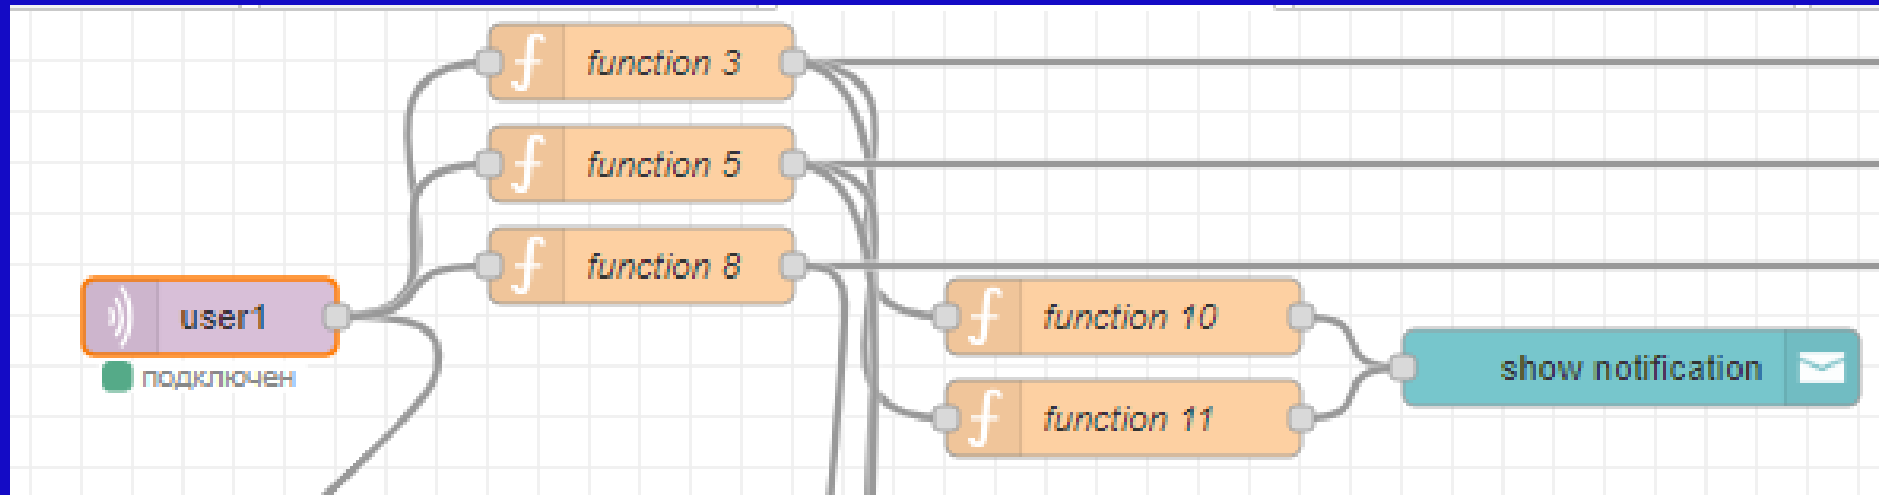 function 3
function 5
function 8
user1
подключен
function 10
function 11
show notification